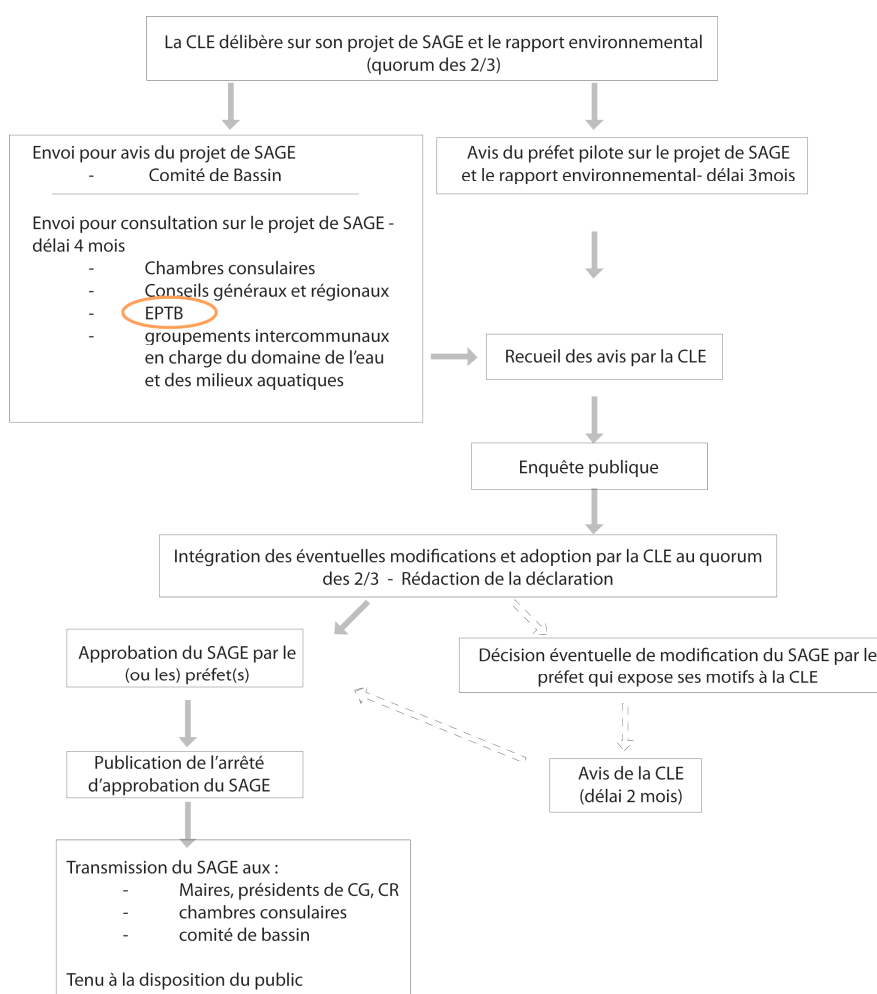 La CLE délibère sur son projet de SAGE et le rapport environnemental
(quorum des 2/3)
Envoi pour avis du projet de SAGE
- Comité de Bassin
Envoi pour consultation sur le projet de SAGE -
délai 4 mois
- Chambres consulaires
- Conseils généraux et régionaux
- EPTB
- groupements intercommunaux
en charge du domaine de l'eau
et des milieux aquatiques
Avis du préfet pilote sur le projet de SAGE
et le rapport environnemental- délai 3mois
Recueil des avis par la CLE
Enquête publique
Intégration des éventuelles modifications et adoption par la CLE au quorum
des 2/3 - Rédaction de la déclaration
Approbation du SAGE par le
(ou les) préfet(s)
Décision éventuelle de modification du SAGE par le
préfet qui expose ses motifs à la CLE
Publication de l'arrêté
d'approbation du SAGE
Avis de la CLE
(délai 2 mois)
Transmission du SAGE aux :
- Maires, présidents de CG, CR
- chambres consulaires
- comité de bassin
Tenu à la disposition du public